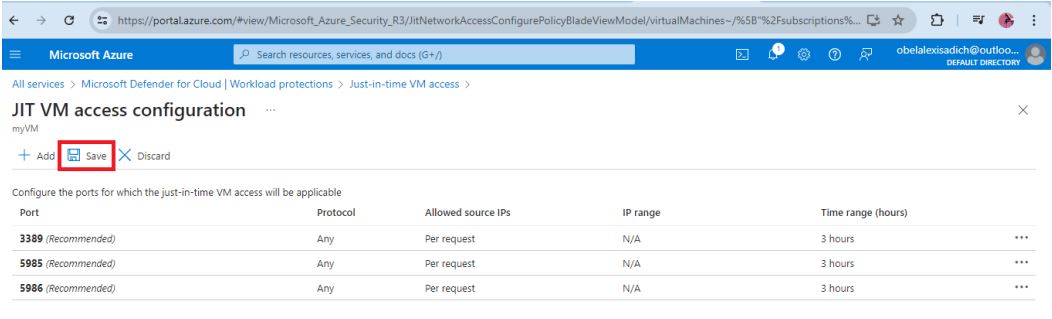 https://portal.azure.com/#view/Microsoft_Azure_Security_R3/JitNetworkAccessConfigurePolicyBladeViewModel/virtualMachines~/%5B"%2Fsubscriptions%...
Microsoft Azure
Search resources, services, and docs (G+/)
1
obelalexisadich@outloo...
DEFAULT DIRECTORY
All services > Microsoft Defender for Cloud | Workload protections > Just-in-time VM access >
JIT VM access configuration ...
myVM
Add Save Discard
Configure the ports for which the just-in-time VM access will be applicable
Port Protocol Allowed source IPs IP range Time range (hours)
3389 (Recommended) Any Per request N/A 3 hours ...
5985 (Recommended) Any Per request N/A 3 hours ...
5986 (Recommended) Any Per request N/A 3 hours ...